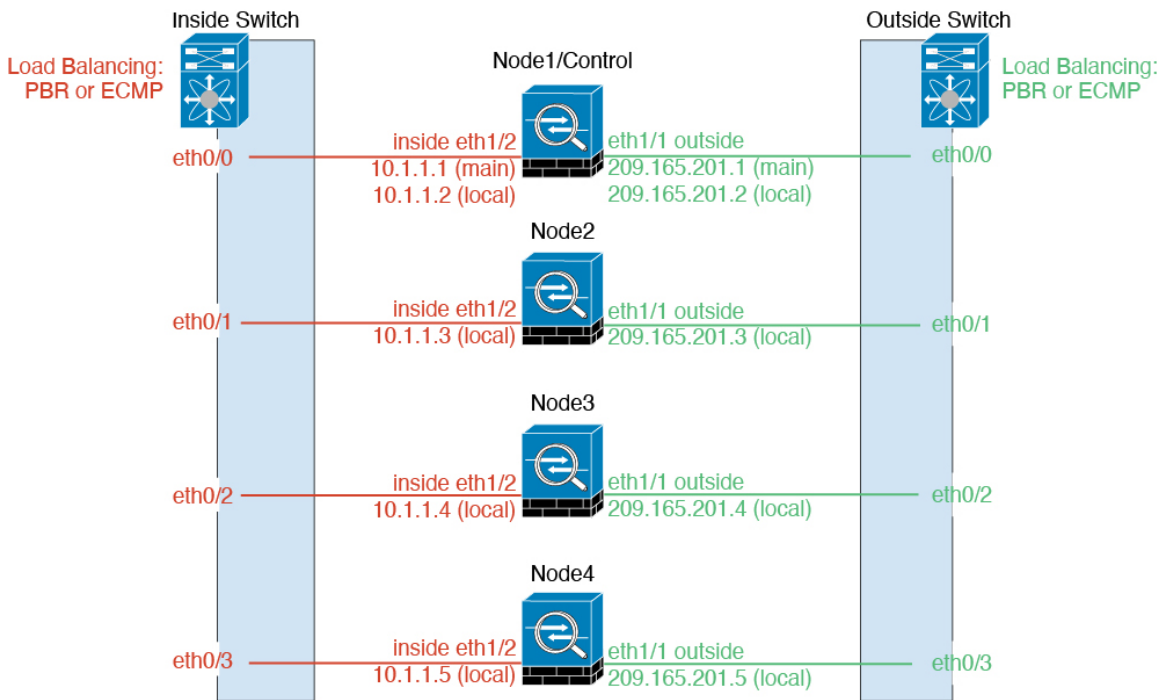 Inside Switch
Outside Switch
Load Balancing:
PBR or ECMP
Node1/Control
Load Balancing:
PBR or ECMP
eth0/0
inside eth1/2
10.1.1.1 (main)
10.1.1.2 (local)
eth1/1 outside
209.165.201.1 (main)
209.165.201.2 (local)
eth0/0
Node2
eth0/1
inside eth1/2
10.1.1.3 (local)
eth1/1 outside
209.165.201.3 (local)
eth0/1
Node3
eth0/2
inside eth1/2
10.1.1.4 (local)
eth1/1 outside
209.165.201.4 (local)
eth0/2
Node4
eth0/3
inside eth1/2
10.1.1.5 (local)
eth1/1 outside
209.165.201.5 (local)
eth0/3